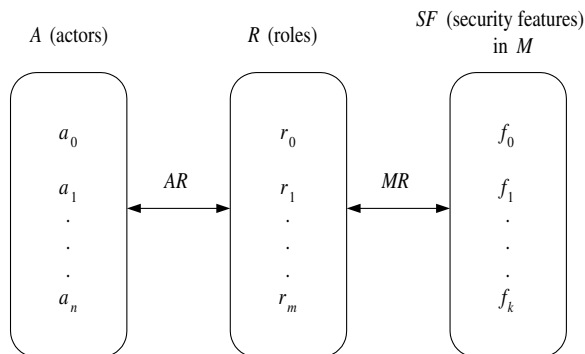 A (actors)
R (roles)
SF (security features)
in M
a0
r0
f0
a1
AR
r1
MR
f1
.
.
.
.
.
.
.
.
.
an
rm
fk